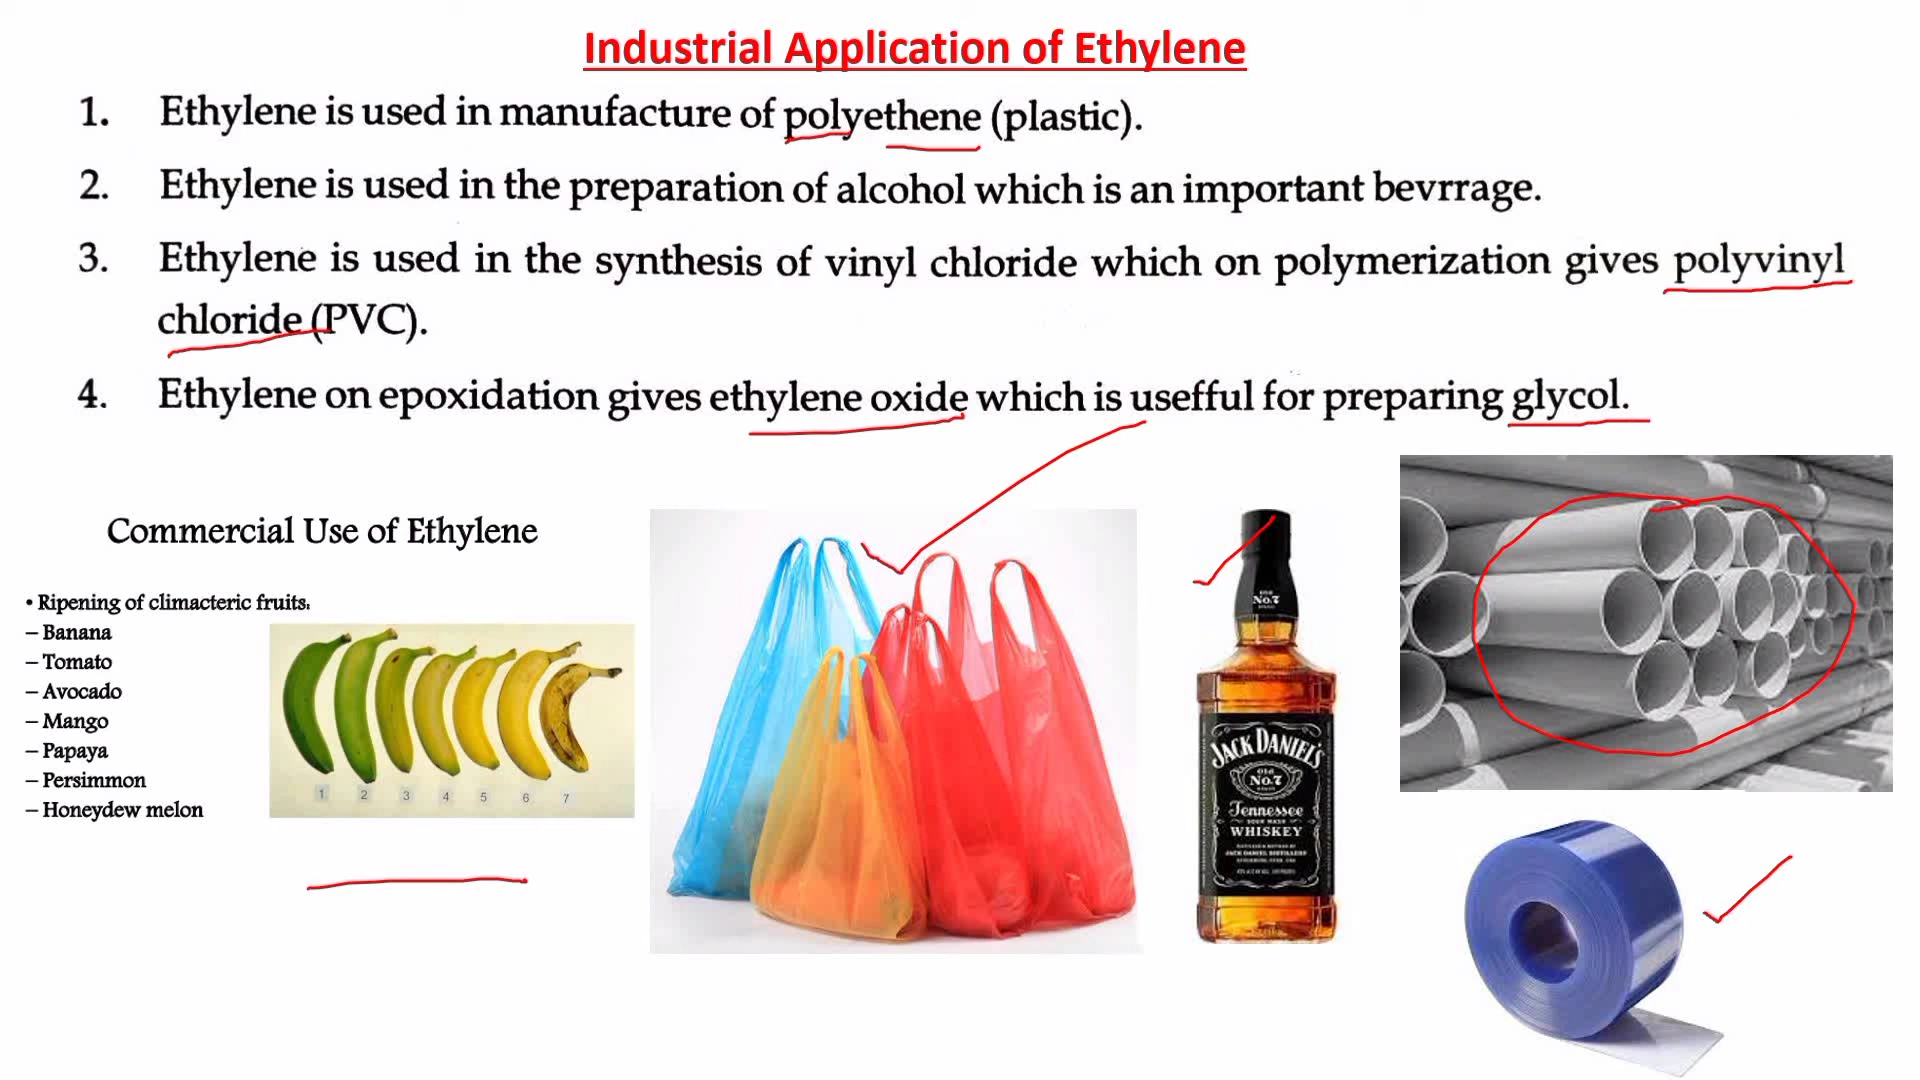 Industrial Application of Ethylene
1. Ethylene is used in manufacture of polyethene (plastic).
2. Ethylene is used in the preparation of alcohol which is an important bevrrage.
3. Ethylene is used in the synthesis of vinyl chloride which on polymerization gives polyvinyl
chloride (PVC).
4. Ethylene on epoxidation gives ethylene oxide which is usefful for preparing glycol.
Commercial Use of Ethylene
• Ripening of climacteric fruits:
– Banana
– Tomato
– Avocado
– Mango
– Papaya
– Persimmon
– Honeydew melon
1 2 3 4 5 6 7
No.7
JACK DANIEL'S
Old
No.7
Tennessee
SOUR MASH
WHISKEY